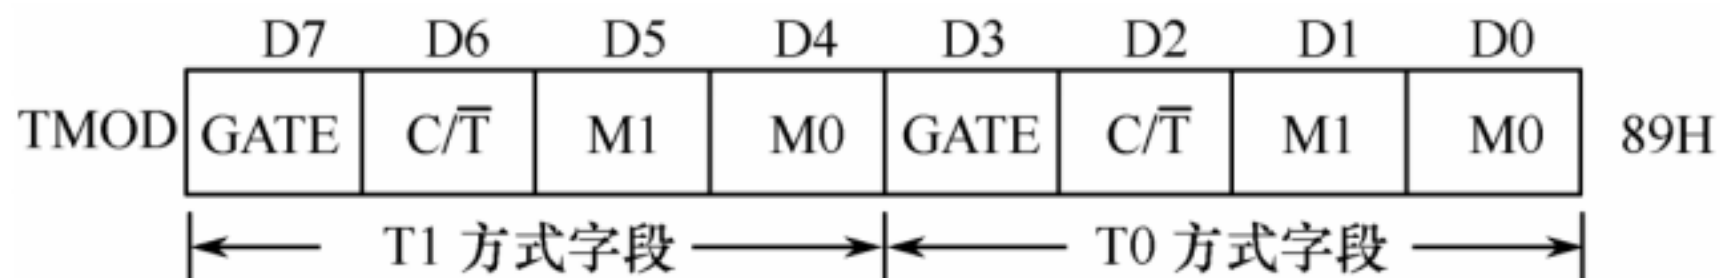 D7 D6 D5 D4 D3 D2 D1 D0
TMOD GATE C/T̅ M1 M0 GATE C/T̅ M1 M0 89H
T1 方式字段 T0 方式字段